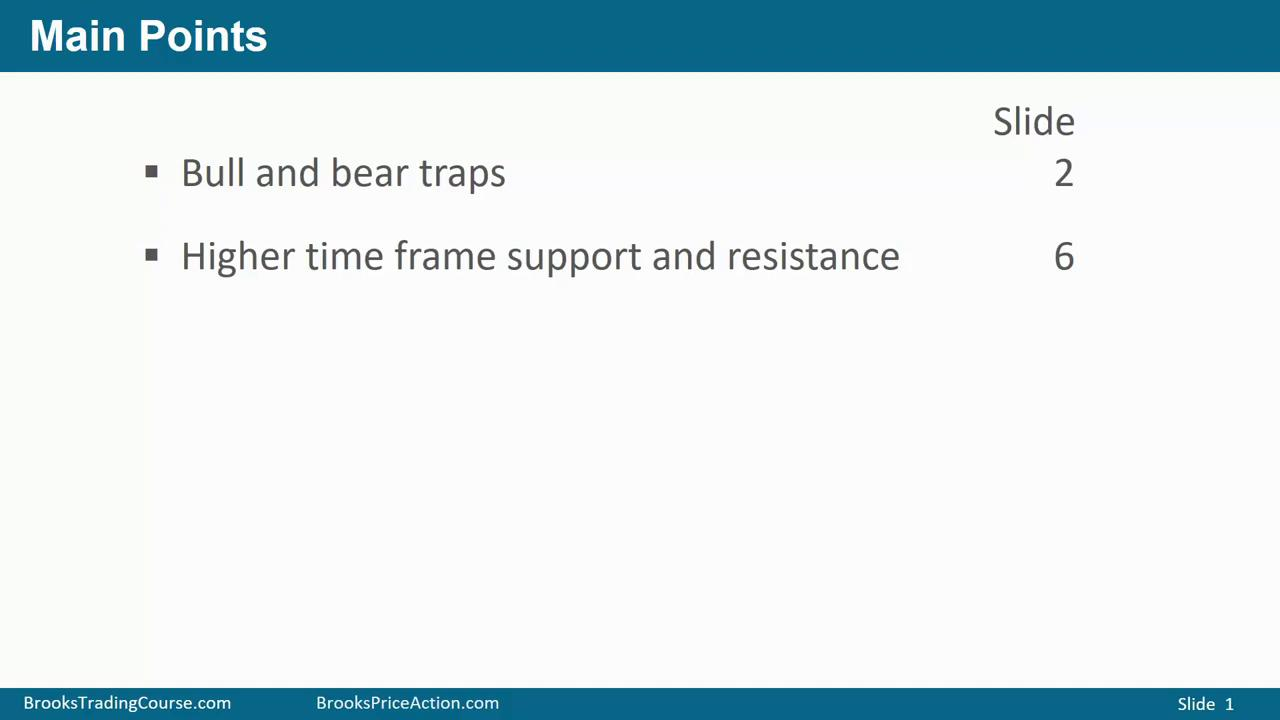 Main Points
Slide
▪ Bull and bear traps 2
▪ Higher time frame support and resistance 6
BrooksTradingCourse.com BrooksPriceAction.com Slide 1